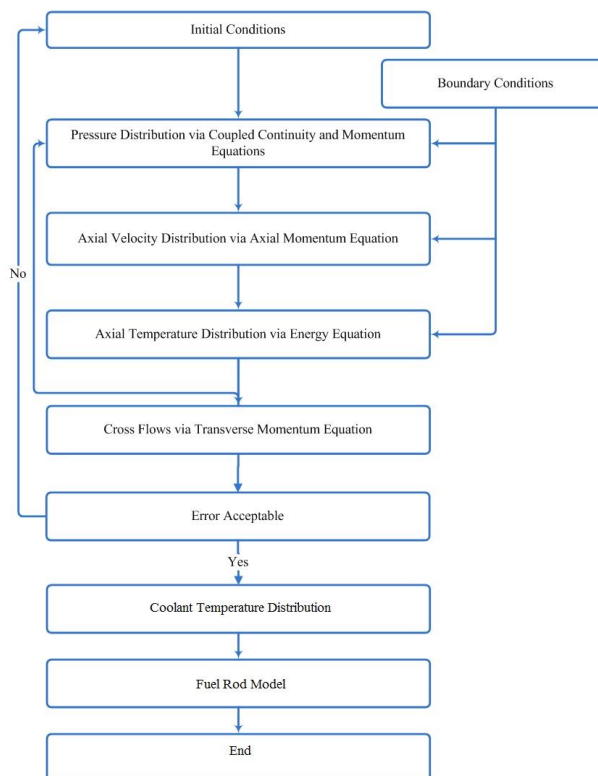 Initial Conditions
Boundary Conditions
Pressure Distribution via Coupled Continuity and Momentum
Equations
Axial Velocity Distribution via Axial Momentum Equation
No
Axial Temperature Distribution via Energy Equation
Cross Flows via Transverse Momentum Equation
Error Acceptable
Yes
Coolant Temperature Distribution
Fuel Rod Model
End